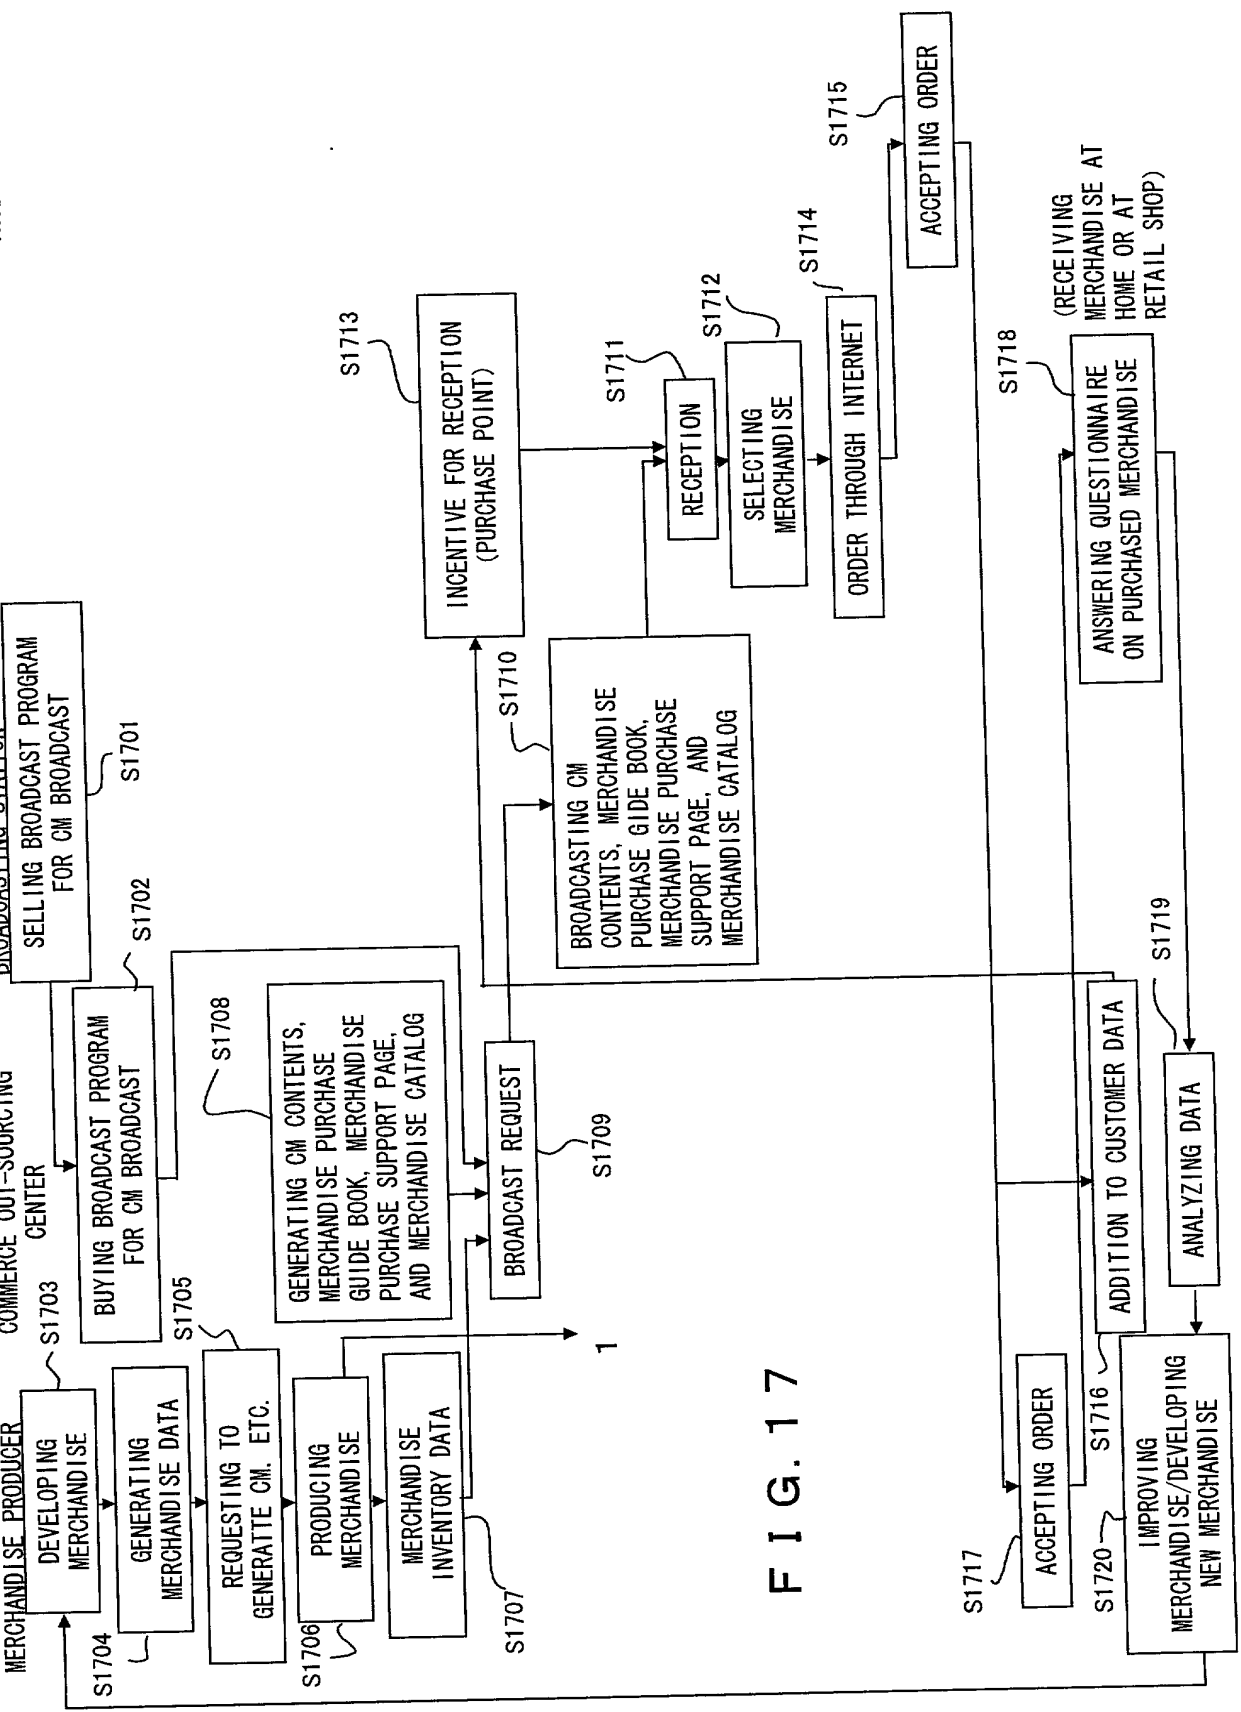 MERCHANDISE PRODUCER
COMMERCE OUT-SOURCING
CENTER
BROADCASTING STATION
SELLING BROADCAST PROGRAM
FOR CM BROADCAST
S1701
BUYING BROADCAST PROGRAM
FOR CM BROADCAST
S1702
DEVELOPING
MERCHANDISE
S1703
GENERATING
MERCHANDISE DATA
S1704
REQUESTING TO
GENERATTE CM. ETC.
S1705
PRODUCING
MERCHANDISE
S1706
1
MERCHANDISE
INVENTORY DATA
S1707
GENERATING CM CONTENTS,
MERCHANDISE PURCHASE
GUIDE BOOK, MERCHANDISE
PURCHASE SUPPORT PAGE,
AND MERCHANDISE CATALOG
S1708
BROADCAST REQUEST
S1709
BROADCASTING CM
CONTENTS, MERCHANDISE
PURCHASE GIDE BOOK,
MERCHANDISE PURCHASE
SUPPORT PAGE, AND
MERCHANDISE CATALOG
S1710
INCENTIVE FOR RECEPTION
(PURCHASE POINT)
S1713
RECEPTION
S1711
SELECTING
MERCHANDISE
S1712
ORDER THROUGH INTERNET
S1714
ACCEPTING ORDER
S1715
ACCEPTING ORDER
S1717
ADDITION TO CUSTOMER DATA
S1716
ANSWERING QUESTIONNAIRE
ON PURCHASED MERCHANDISE
S1718
(RECEIVING
MERCHANDISE AT
HOME OR AT
RETAIL SHOP)
ANALYZING DATA
S1719
IMPROVING
MERCHANDISE/DEVELOPING
NEW MERCHANDISE
S1720
FIG. 17